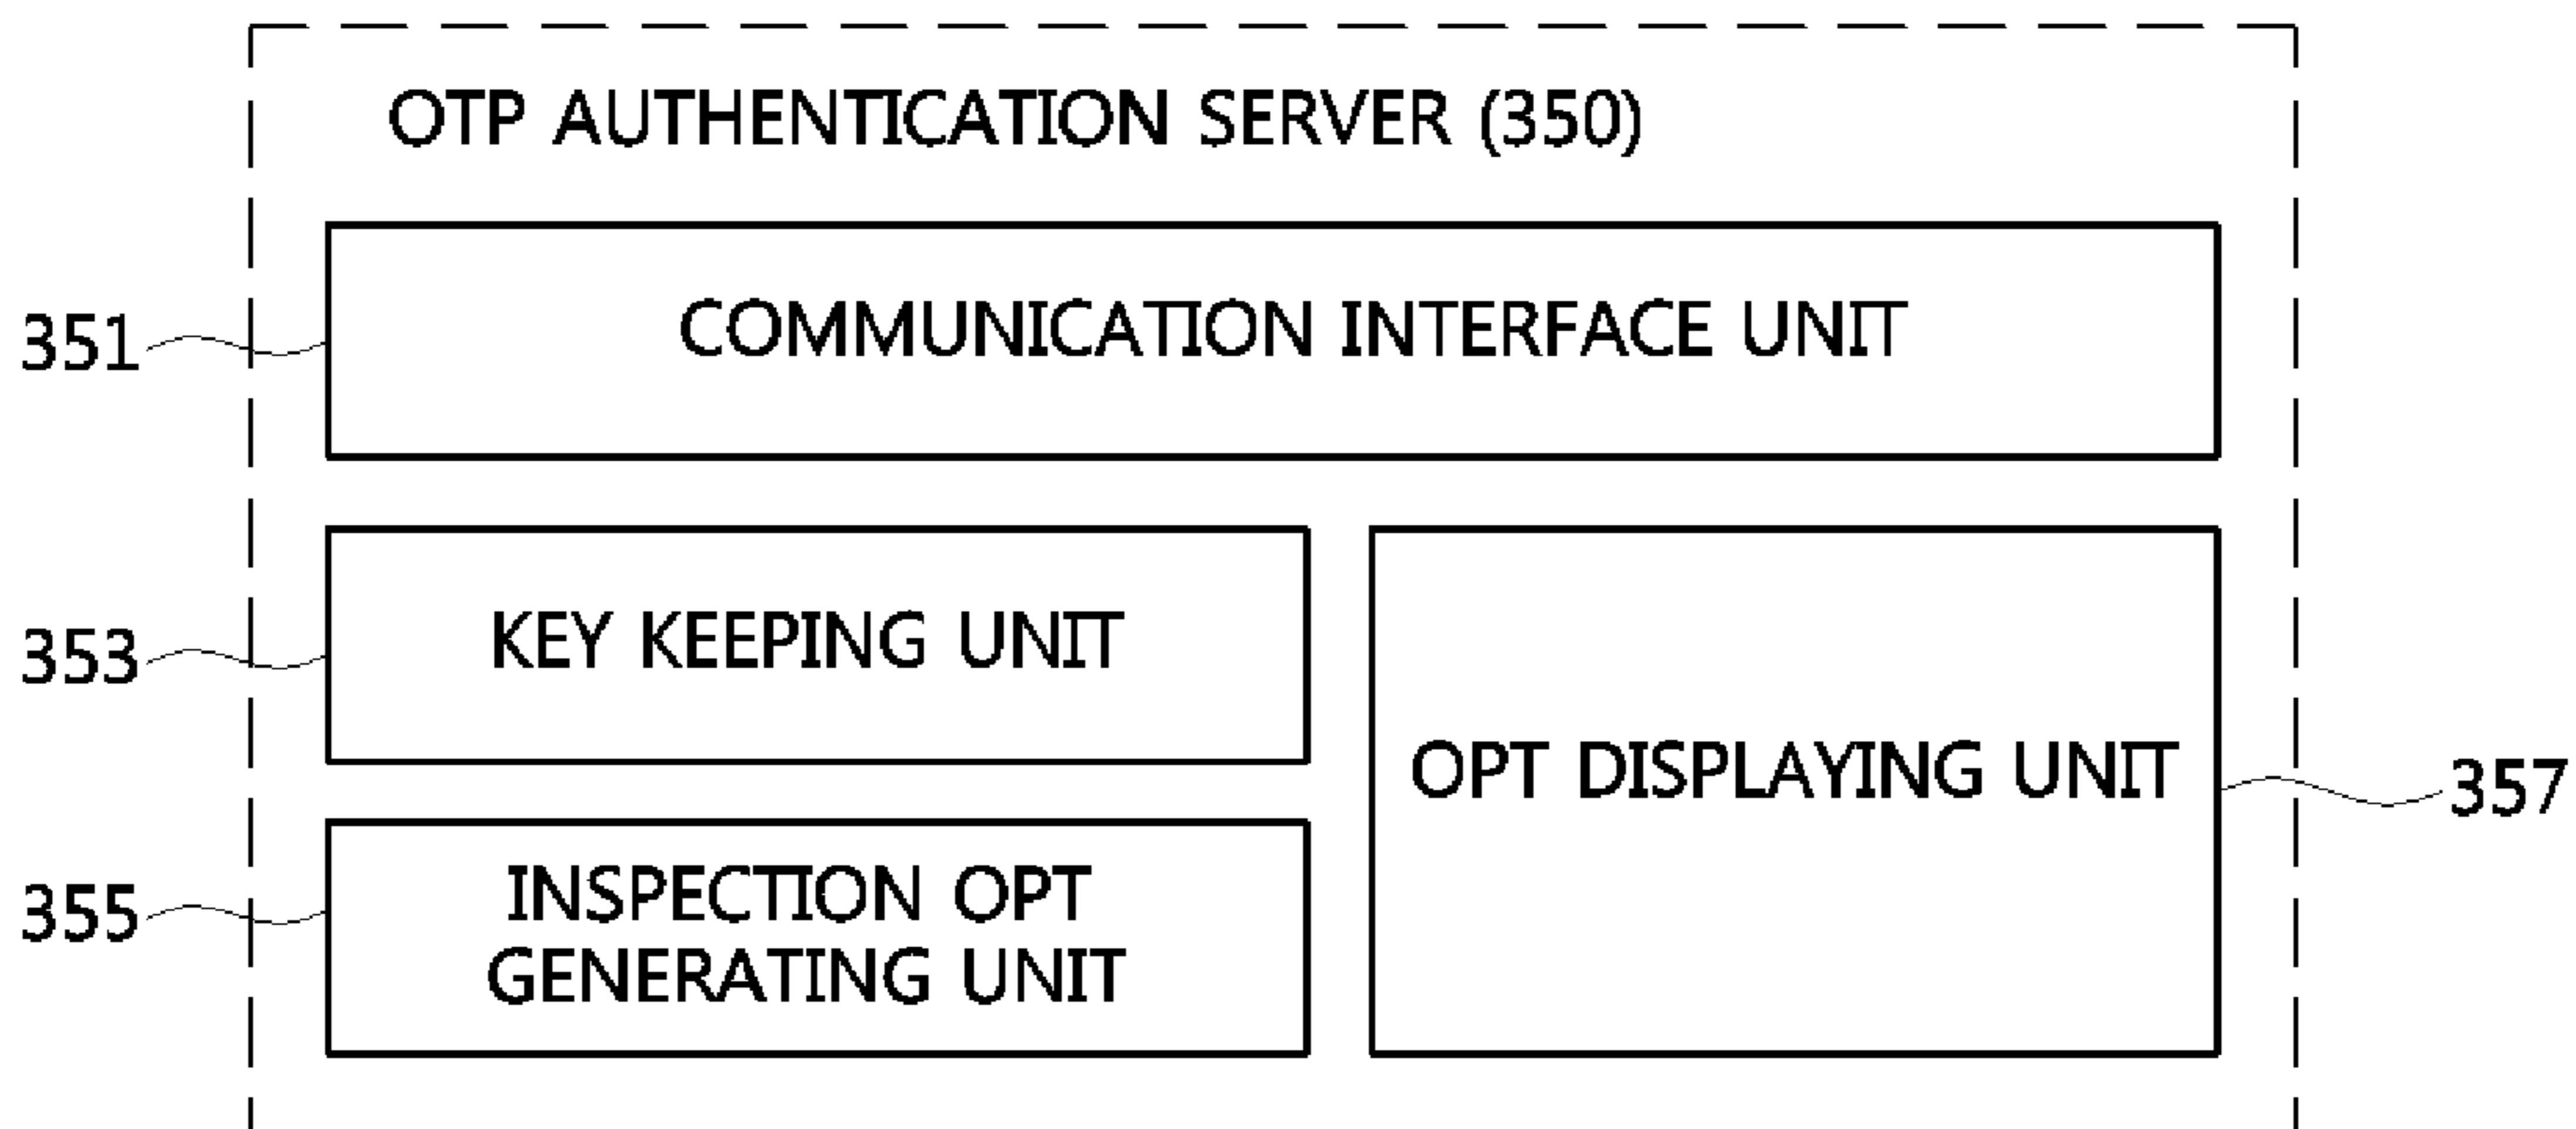 OTP AUTHENTICATION SERVER (350)
351
COMMUNICATION INTERFACE UNIT
353
KEY KEEPING UNIT
OPT DISPLAYING UNIT
357
355
INSPECTION OPT
GENERATING UNIT